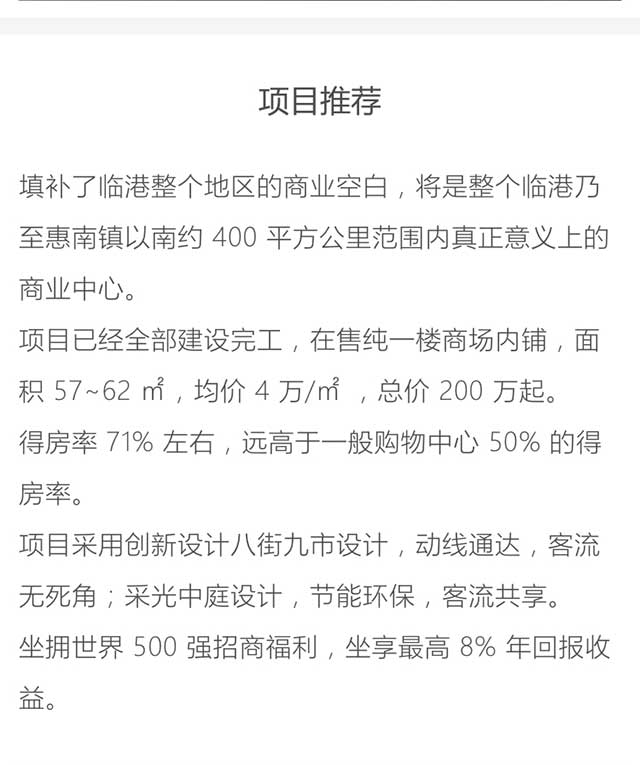 项目推荐
填补了临港整个地区的商业空白，将是整个临港乃
至惠南镇以南约 400 平方公里范围内真正意义上的
商业中心。
项目已经全部建设完工，在售纯一楼商场内铺，面
积 57~62 ㎡，均价 4 万/㎡ ，总价 200 万起。
得房率 71% 左右，远高于一般购物中心 50% 的得
房率。
项目采用创新设计八街九市设计，动线通达，客流
无死角；采光中庭设计，节能环保，客流共享。
坐拥世界 500 强招商福利，坐享最高 8% 年回报收
益。